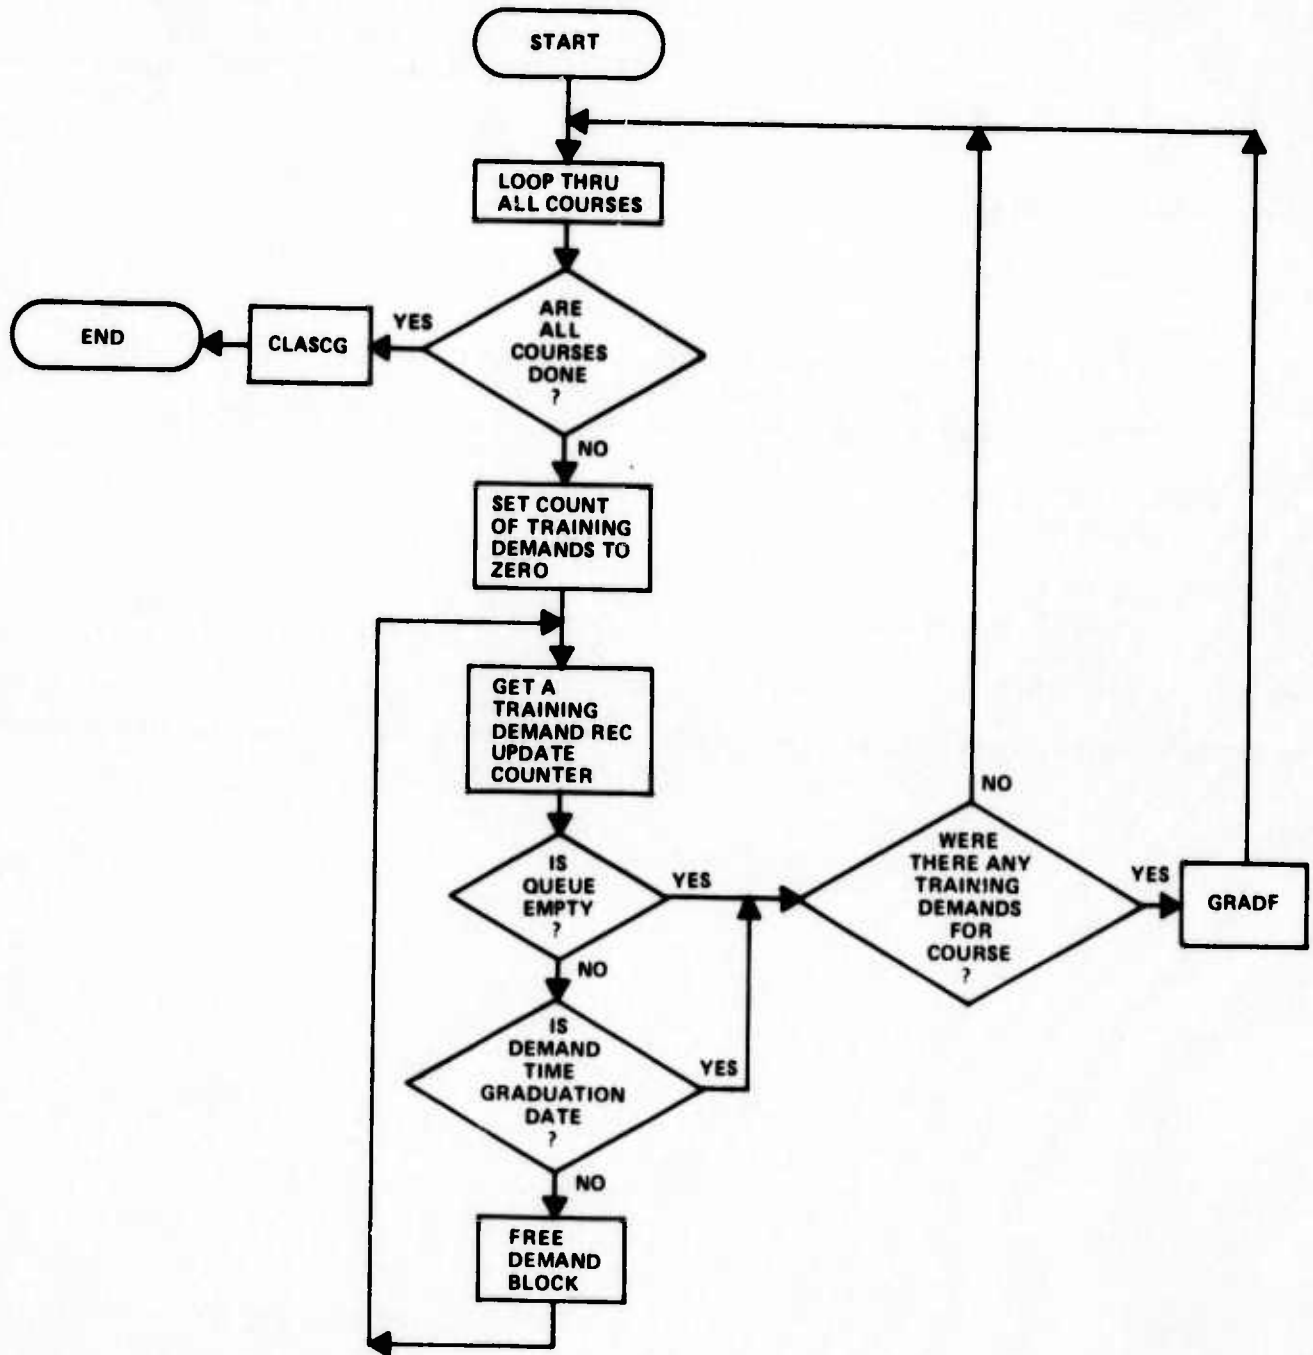 START
LOOP THRU
ALL COURSES
ARE
ALL
COURSES
DONE
?
YES
CLASCG
END
NO
SET COUNT
OF TRAINING
DEMANDS TO
ZERO
GET A
TRAINING
DEMAND REC
UPDATE
COUNTER
IS
QUEUE
EMPTY
?
YES
NO
WERE
THERE ANY
TRAINING
DEMANDS
FOR
COURSE
?
NO
YES
GRADF
IS
DEMAND
TIME
GRADUATION
DATE
?
YES
NO
FREE
DEMAND
BLOCK